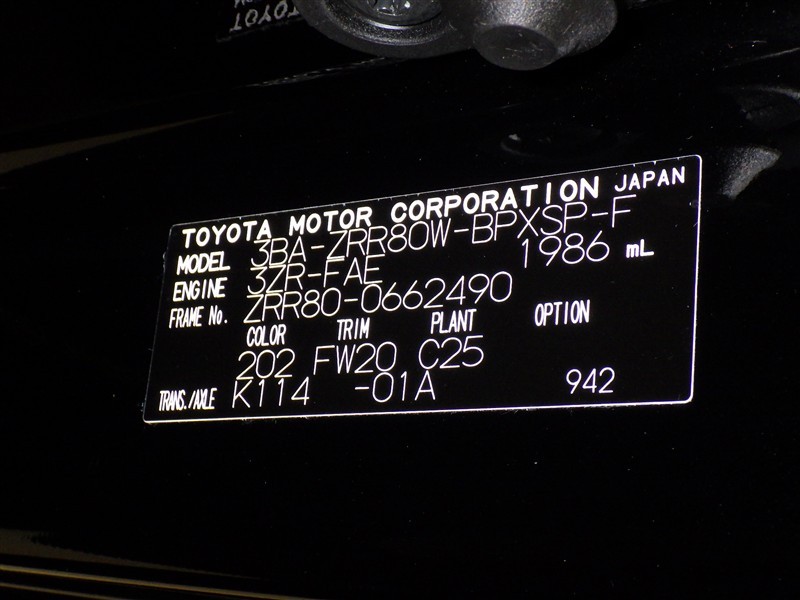 TOYOTA
TOYOTA MOTOR CORPORATION JAPAN
MODEL 3BA-ZRR80W-BPXSP-F
ENGINE 3ZR-FAE 1986 mL
FRAME No. ZRR80-0662490
COLOR TRIM PLANT OPTION
202 FW20 C25
TRANS./AXLE K114 -01A 942